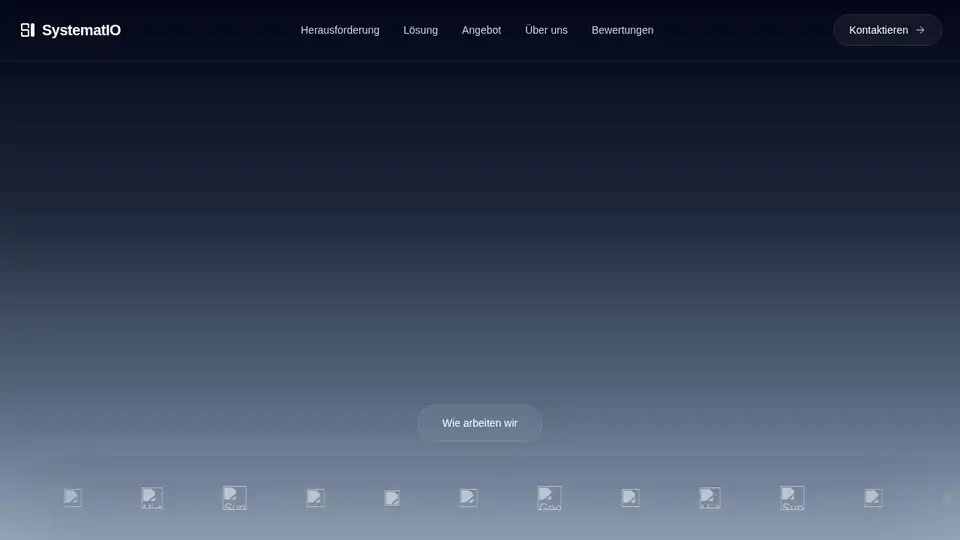 SystematIO
Herausforderung
Lösung
Angebot
Über uns
Bewertungen
Kontaktieren
Wie arbeiten wir